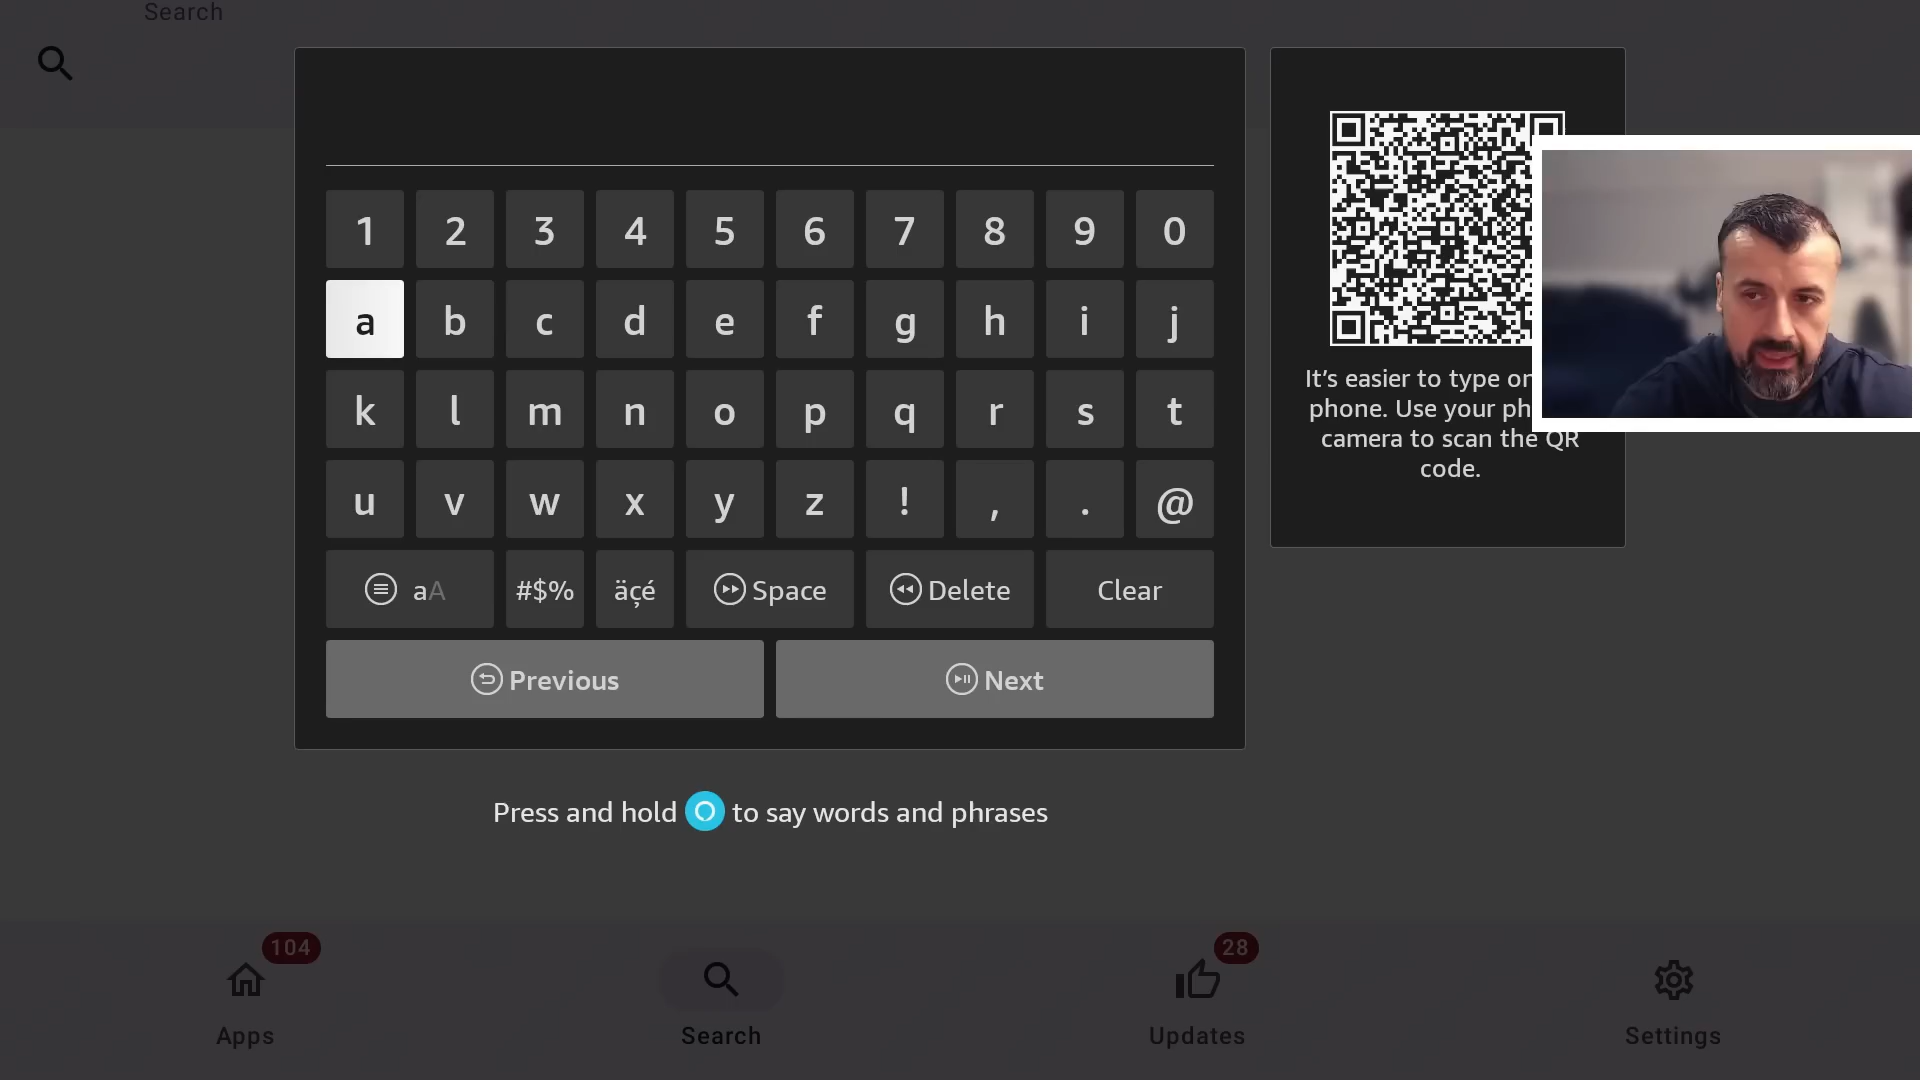 Search
1 2 3 4 5 6 7 8 9 0
a b c d e f g h i j
k l m n o p q r s t
u v w x y z ! , . @
aA #$% äçé Space Delete Clear
Previous Next
It's easier to type on
phone. Use your ph
camera to scan the QR
code.
Press and hold to say words and phrases
104 28
Apps Search Updates Settings